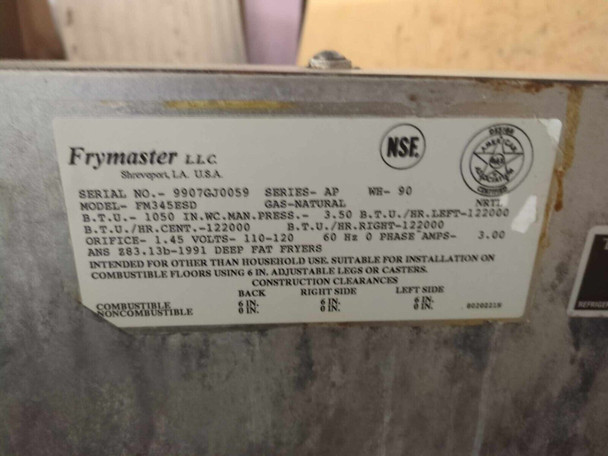 Frymaster L.L.C.
Shreveport, LA. U.S.A.
NSF.
AMERICAN
CERTIFIED
SERIAL NO.- 9907GJ0059 SERIES- AP WH- 90
MODEL- FM345ESD GAS-NATURAL NRTL
B.T.U.- 1050 IN.WC.MAN.PRESS.- 3.50 B.T.U./HR.LEFT-122000
B.T.U./HR.CENT.-122000 B.T.U./HR.RIGHT-122000
ORIFICE- 1.45 VOLTS- 110-120 60 Hz 0 PHASE AMPS- 3.00
ANS Z83.13b-1991 DEEP FAT FRYERS
INTENDED FOR OTHER THAN HOUSEHOLD USE. SUITABLE FOR INSTALLATION ON
COMBUSTIBLE FLOORS USING 6 IN. ADJUSTABLE LEGS OR CASTERS.
CONSTRUCTION CLEARANCES
BACK RIGHT SIDE LEFT SIDE
COMBUSTIBLE 6 IN. 6 IN. 6 IN.
NONCOMBUSTIBLE 0 IN. 0 IN. 0 IN.